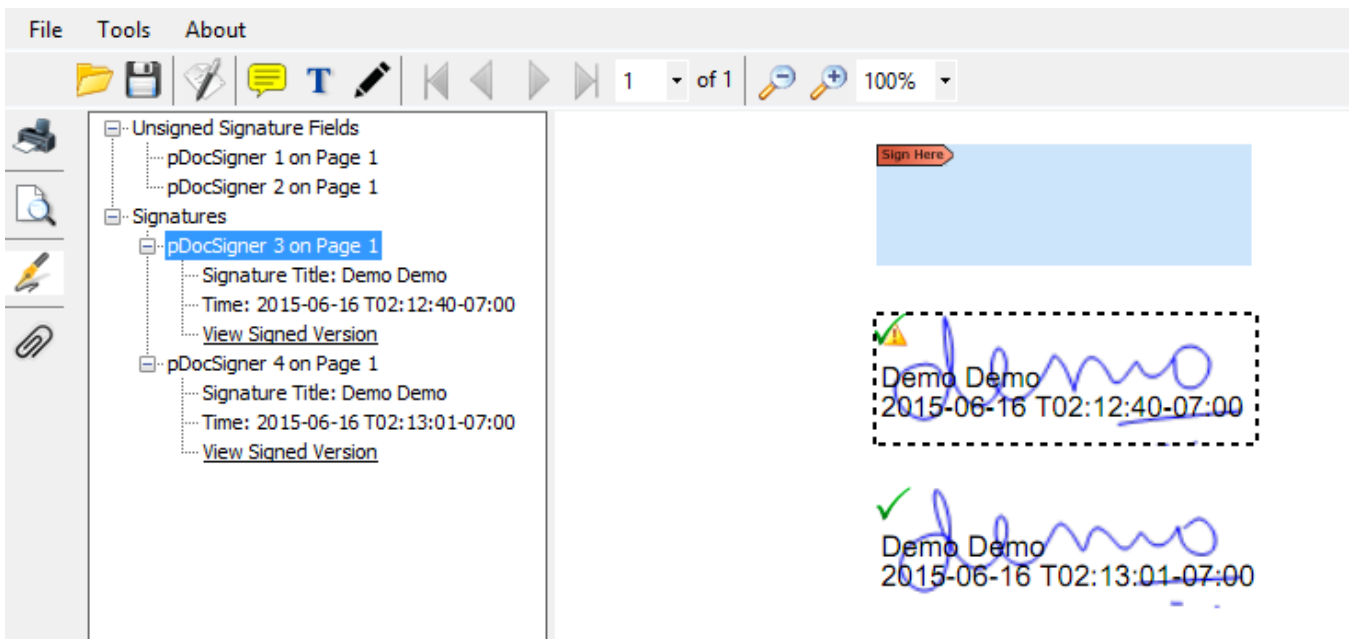 File Tools About
T 1 of 1 100%
Unsigned Signature Fields
pDocSigner 1 on Page 1
pDocSigner 2 on Page 1
Signatures
pDocSigner 3 on Page 1
Signature Title: Demo Demo
Time: 2015-06-16 T02:12:40-07:00
View Signed Version
pDocSigner 4 on Page 1
Signature Title: Demo Demo
Time: 2015-06-16 T02:13:01-07:00
View Signed Version
Sign Here
demo
Demo Demo
2015-06-16 T02:12:40-07:00
demo
Demo Demo
2015-06-16 T02:13:01-07:00